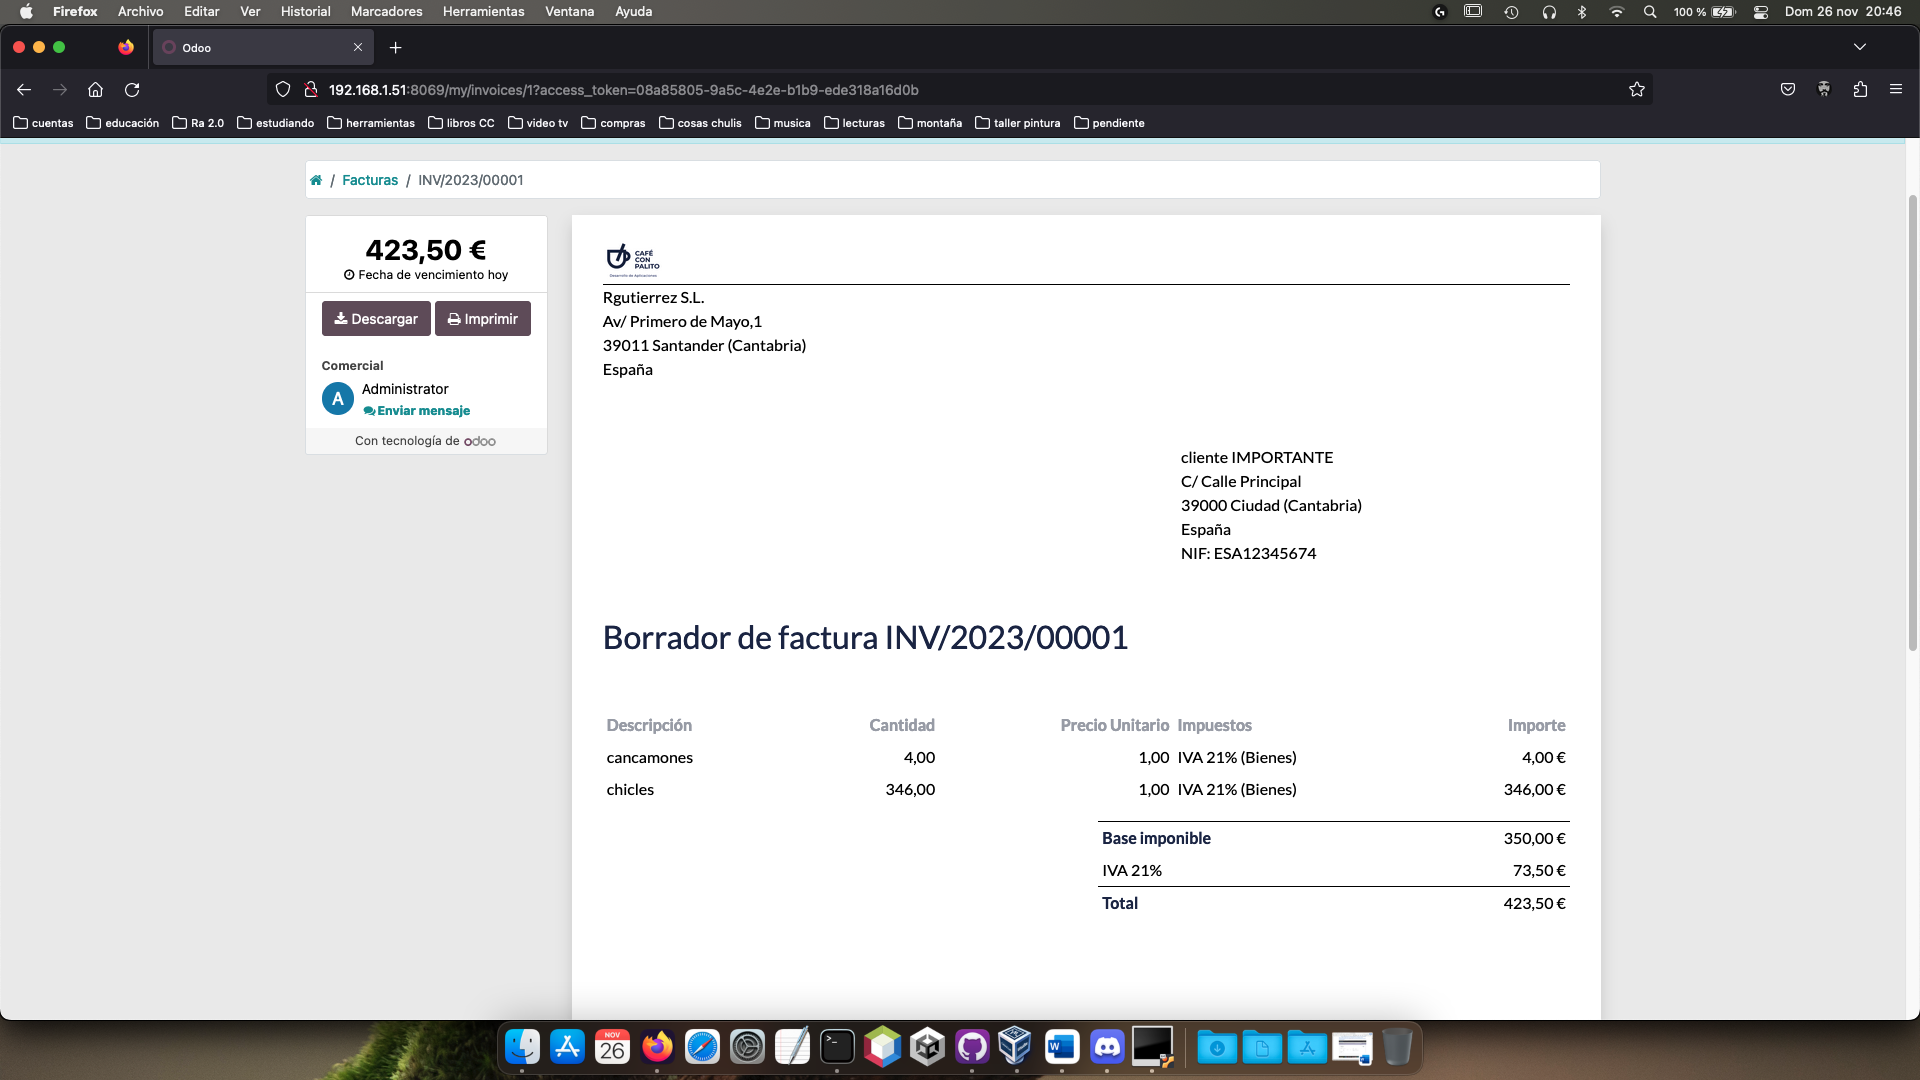 Firefox Archivo Editar Ver Historial Marcadores Herramientas Ventana Ayuda 100 % Dom 26 nov 20:46
Odoo
192.168.1.51:8069/my/invoices/1?access_token=08a85805-9a5c-4e2e-b1b9-ede318a16d0b
cuentas educación Ra 2.0 estudiando herramientas libros CC video tv compras cosas chulis musica lecturas montaña taller pintura pendiente
/ Facturas / INV/2023/00001
423,50 €
Fecha de vencimiento hoy
Descargar Imprimir
Comercial
A Administrator
Enviar mensaje
Con tecnología de odoo
CAFÉ
CON
PALITO
Desarrollo de Aplicaciones
Rgutierrez S.L.
Av/ Primero de Mayo,1
39011 Santander (Cantabria)
España
cliente IMPORTANTE
C/ Calle Principal
39000 Ciudad (Cantabria)
España
NIF: ESA12345674
Borrador de factura INV/2023/00001
Descripción Cantidad Precio Unitario Impuestos Importe
cancamones 4,00 1,00 IVA 21% (Bienes) 4,00 €
chicles 346,00 1,00 IVA 21% (Bienes) 346,00 €
Base imponible 350,00 €
IVA 21% 73,50 €
Total 423,50 €
NOV
26
W